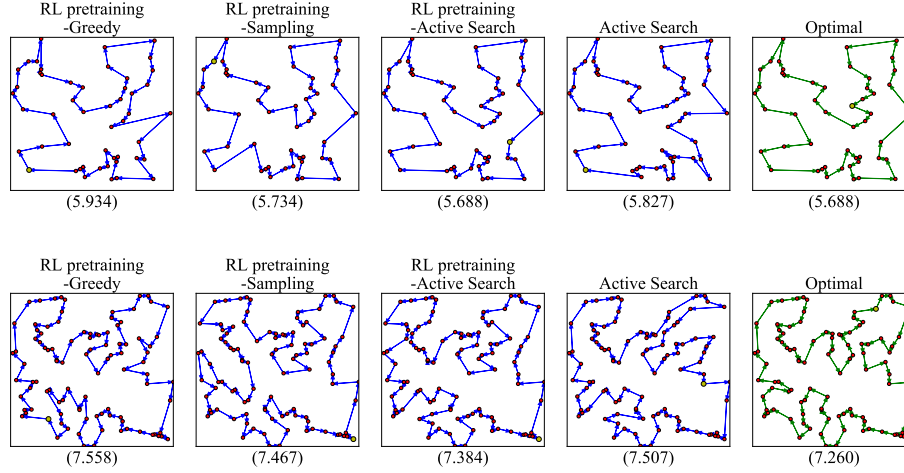 RL pretraining
-Greedy
RL pretraining
-Sampling
RL pretraining
-Active Search
Active Search
Optimal
(5.934)
(5.734)
(5.688)
(5.827)
(5.688)
RL pretraining
-Greedy
RL pretraining
-Sampling
RL pretraining
-Active Search
Active Search
Optimal
(7.558)
(7.467)
(7.384)
(7.507)
(7.260)